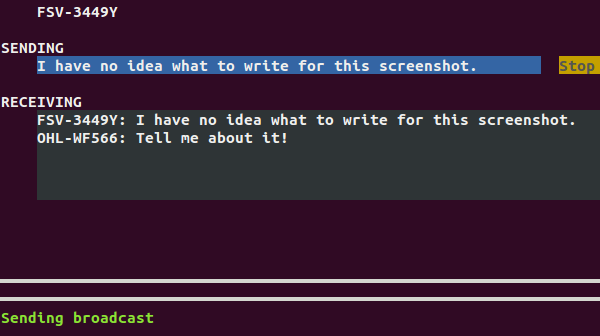 FSV-3449Y
SENDING
I have no idea what to write for this screenshot. Stop
RECEIVING
FSV-3449Y: I have no idea what to write for this screenshot.
OHL-WF566: Tell me about it!
Sending broadcast